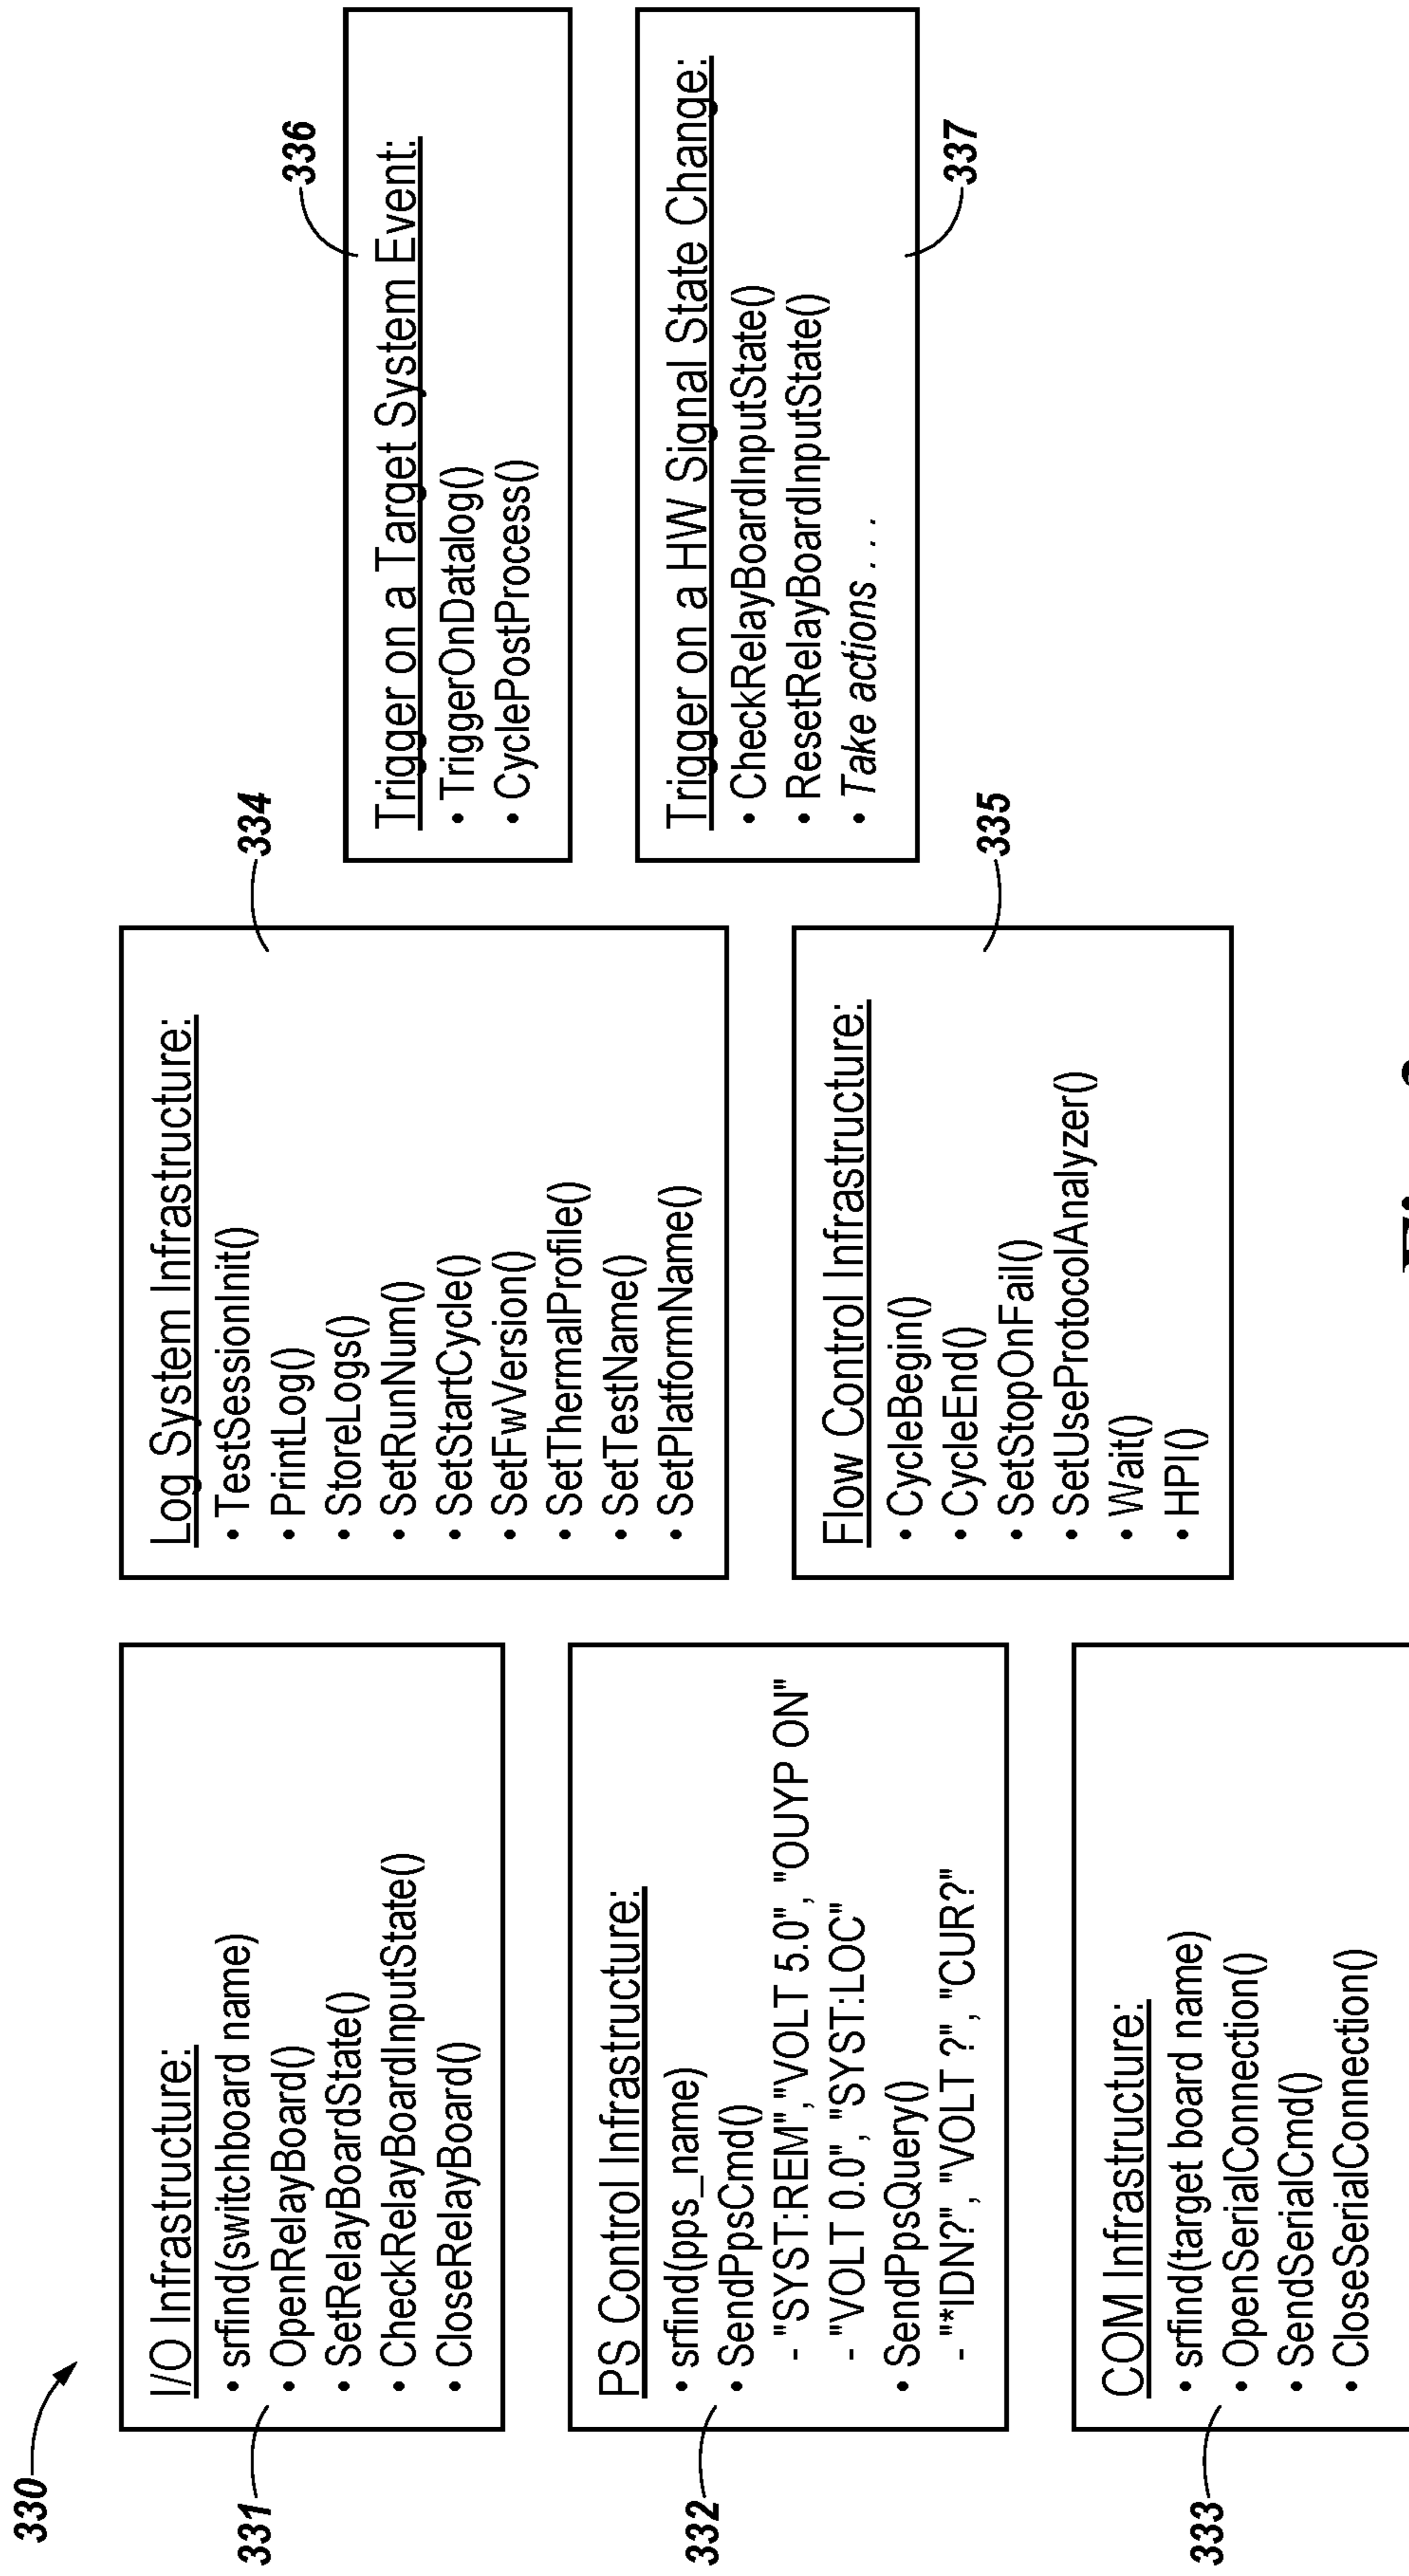 330
331
I/O Infrastructure:
• srfind(switchboard name)
• OpenRelayBoard()
• SetRelayBoardState()
• CheckRelayBoardInputState()
• CloseRelayBoard()
332
PS Control Infrastructure:
• srfind(pps_name)
• SendPpsCmd()
- "SYST:REM","VOLT 5.0", "OUYP ON"
- "VOLT 0.0", "SYST:LOC"
• SendPpsQuery()
- "*IDN?", "VOLT ?", "CUR?"
333
COM Infrastructure:
• srfind(target board name)
• OpenSerialConnection()
• SendSerialCmd()
• CloseSerialConnection()
334
Log System Infrastructure:
• TestSessionInit()
• PrintLog()
• StoreLogs()
• SetRunNum()
• SetStartCycle()
• SetFwVersion()
• SetThermalProfile()
• SetTestName()
• SetPlatformName()
335
Flow Control Infrastructure:
• CycleBegin()
• CycleEnd()
• SetStopOnFail()
• SetUseProtocolAnalyzer()
• Wait()
• HPI()
336
Trigger on a Target System Event:
• TriggerOnDatalog()
• CyclePostProcess()
337
Trigger on a HW Signal State Change:
• CheckRelayBoardInputState()
• ResetRelayBoardInputState()
• Take actions . . .